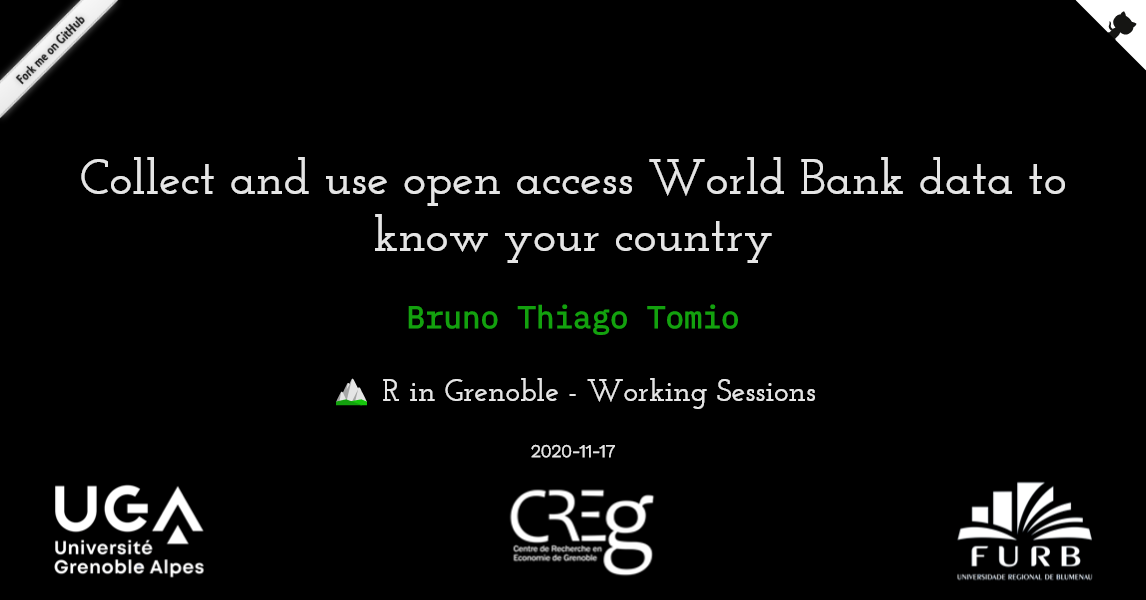 Fork me on GitHub
Collect and use open access World Bank data to
know your country
Bruno Thiago Tomio
R in Grenoble - Working Sessions
2020-11-17
UGA
Université
Grenoble Alpes
CREg
Centre de Recherche en
Economie de Grenoble
FURB
UNIVERSIDADE REGIONAL DE BLUMENAU